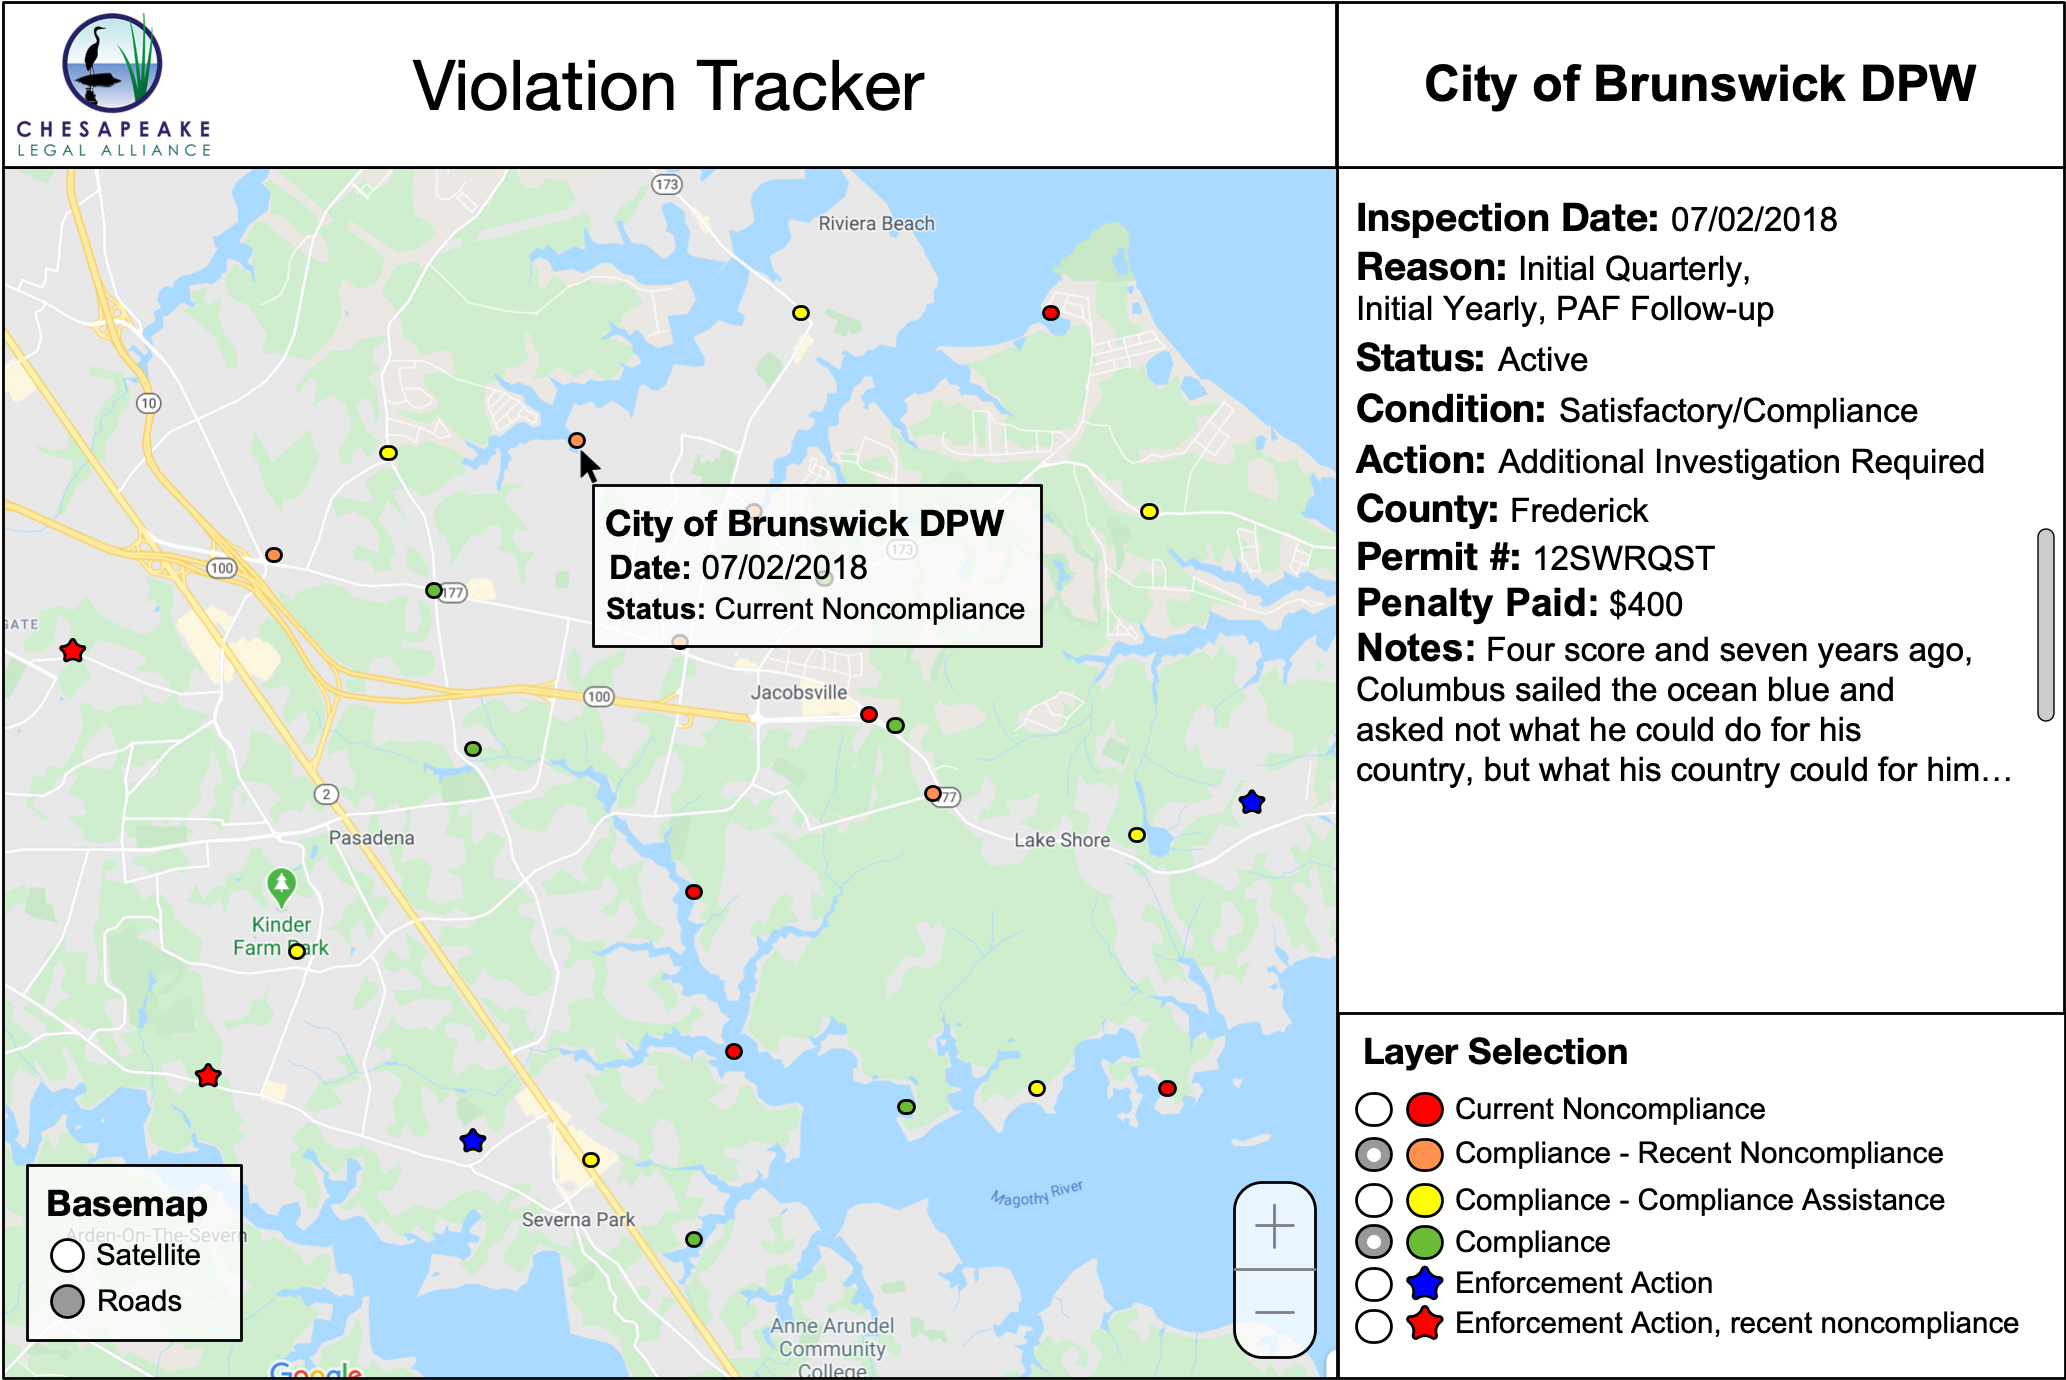 CHESAPEAKE
LEGAL ALLIANCE
Violation Tracker
City of Brunswick DPW
173
Riviera Beach
10
100
177
GATE
173
City of Brunswick DPW
Date: 07/02/2018
Status: Current Noncompliance
100
Jacobsville
2
Pasadena
77
Lake Shore
Kinder
Farm Park
Magothy River
Severna Park
Anne Arundel
Community
College
Basemap
Arden-On-The-Severn
Satellite
Roads
Google
Inspection Date: 07/02/2018
Reason: Initial Quarterly,
Initial Yearly, PAF Follow-up
Status: Active
Condition: Satisfactory/Compliance
Action: Additional Investigation Required
County: Frederick
Permit #: 12SWRQST
Penalty Paid: $400
Notes: Four score and seven years ago,
Columbus sailed the ocean blue and
asked not what he could do for his
country, but what his country could for him…
Layer Selection
Current Noncompliance
Compliance - Recent Noncompliance
Compliance - Compliance Assistance
Compliance
Enforcement Action
Enforcement Action, recent noncompliance